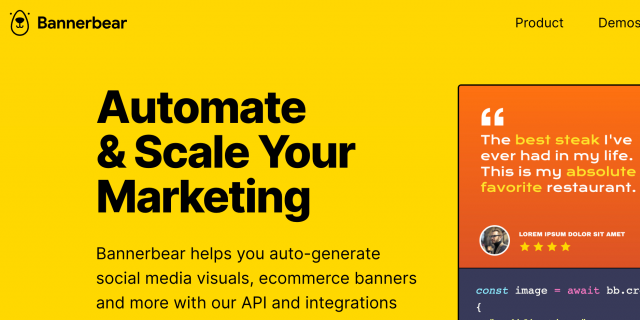 Bannerbear
Product
Demos
Automate
& Scale Your
Marketing
Bannerbear helps you auto-generate
social media visuals, ecommerce banners
and more with our API and integrations
“
The best steak I've
ever had in my life.
This is my absolute
favorite restaurant.
LOREM IPSUM DOLOR SIT AMET
const image = await bb.cre
{